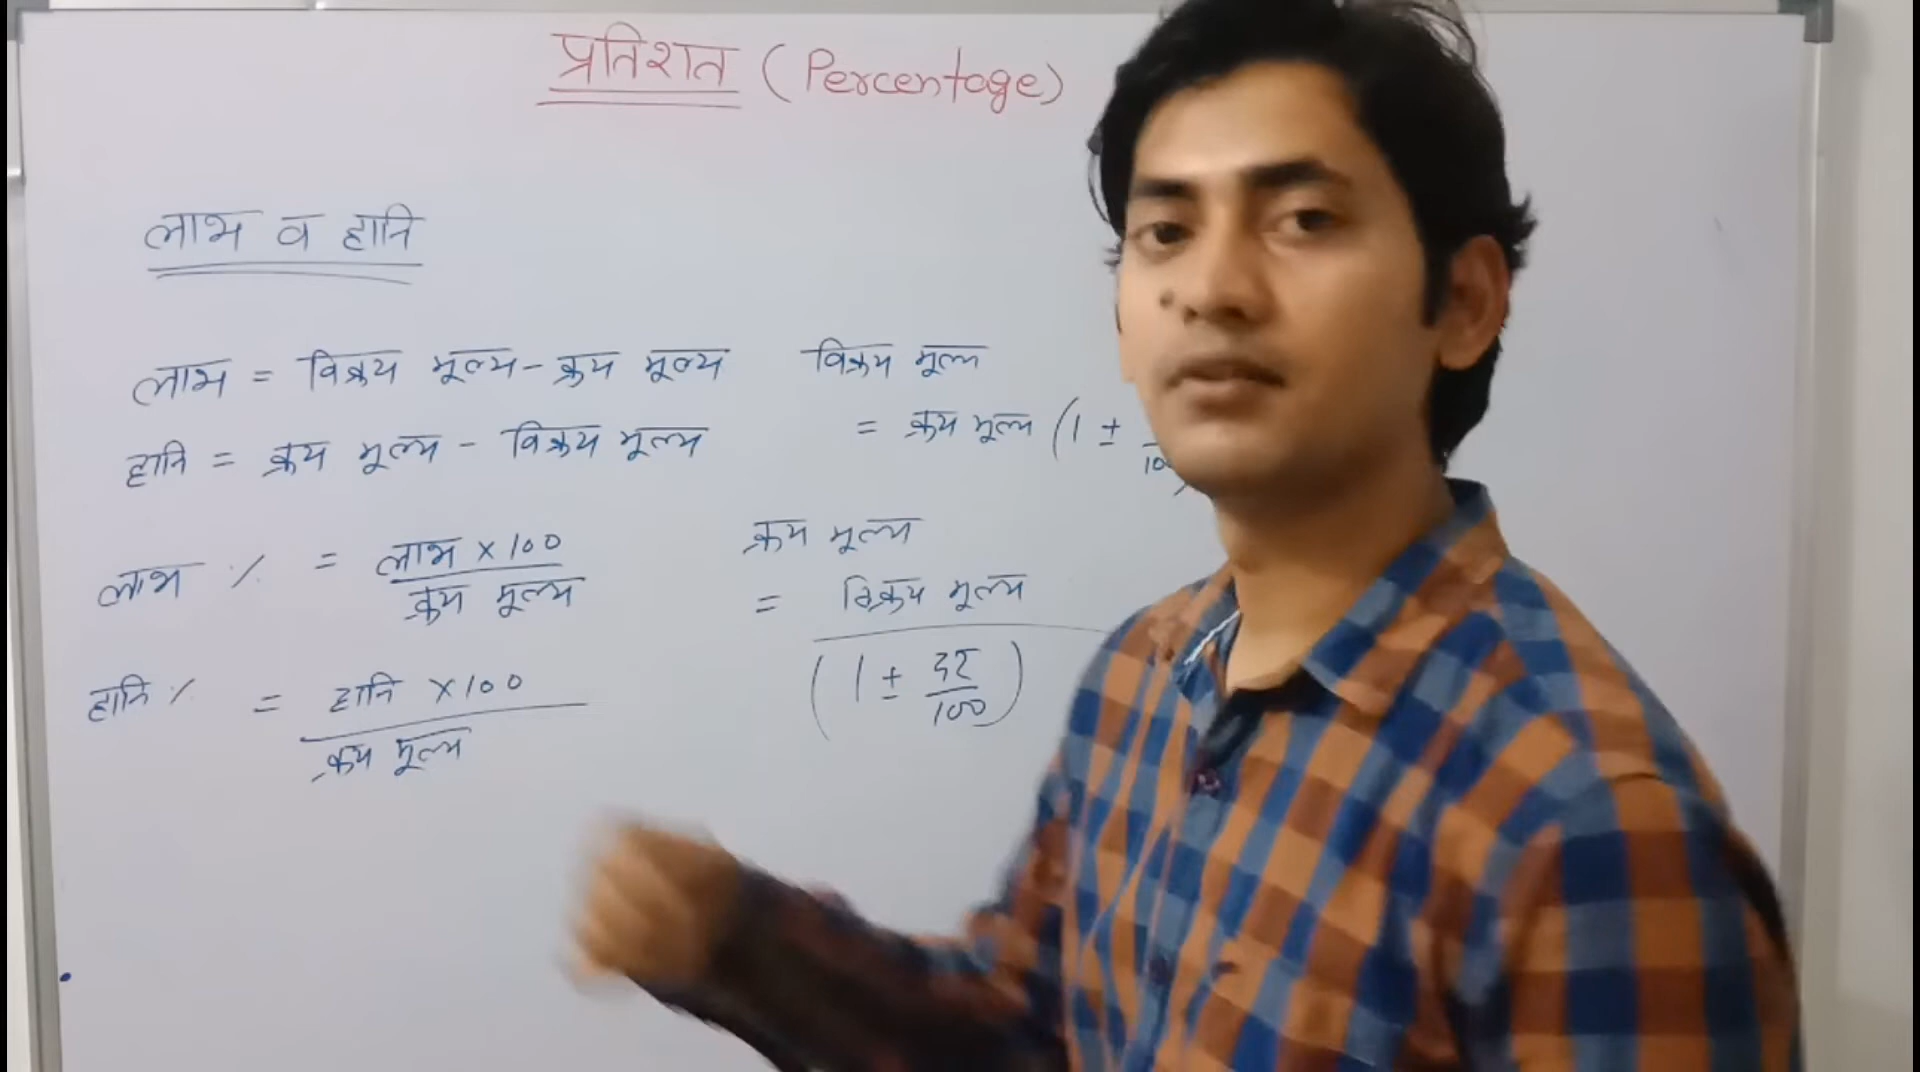 प्रतिशत (Percentage)
लाभ व हानि
लाभ = विक्रय मूल्य - क्रय मूल्य
हानि = क्रय मूल्य - विक्रय मूल्य
लाभ % = लाभ × 100
क्रय मूल्य
हानि % = हानि × 100
क्रय मूल्य
विक्रय मूल्य
= क्रय मूल्य (1 ±
क्रय मूल्य
= विक्रय मूल्य
(1 ± दर
100)